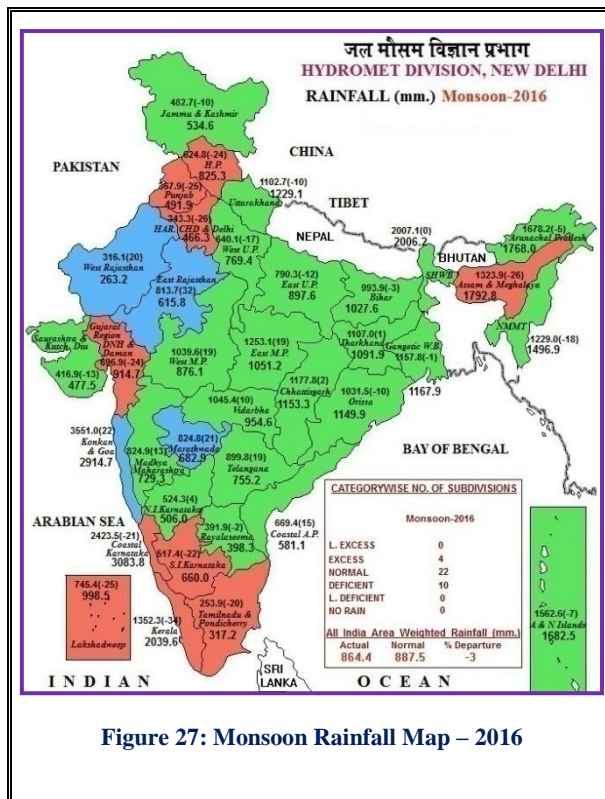 जल मौसम विज्ञान प्रभाग
HYDROMET DIVISION, NEW DELHI
RAINFALL (mm.) Monsoon-2016
482.7(-10)
Jammu & Kashmir
534.6
CHINA
624.8(-24)
H.P.
825.3
PAKISTAN
367.9(-25)
Punjab
491.9
1102.7(-10)
1229.1
Uttarakhand
TIBET
343.3(-26)
HAR. CHD & Delhi
466.3
640.1(-17)
West U.P.
769.4
NEPAL
2007.1(0)
2006.2
SHWB
BHUTAN
1678.2(-5)
Arunachal Pradesh
1768.0
1323.9(-26)
Assam & Meghalaya
1792.8
NMMT
1229.0(-18)
1496.9
316.1(20)
West Rajasthan
263.2
East Rajasthan
813.7(32)
615.8
790.3(-12)
East U.P.
897.6
993.9(-3)
Bihar
1027.6
1107.0(1)
Jharkhand
1091.9
Gangetic W.B.
1157.8(-1)
1167.9
Saurashtra &
Kutch, Diu
416.9(-13)
477.5
Gujarat
Region
DNH &
Daman
696.9(-24)
914.7
1039.6(19)
West M.P.
876.1
1253.1(19)
East M.P.
1051.2
1177.8(2)
Chhattisgarh
1153.3
1031.5(-10)
Orissa
1149.9
1045.4(10)
Vidarbha
954.6
3551.0(22)
Konkan
& Goa
2914.7
824.9(13)
Madhya
Maharashtra
729.3
824.8(21)
Marathwada
682.9
899.8(19)
Telangana
755.2
BAY OF BENGAL
ARABIAN SEA
524.3(4)
N.I.Karnataka
506.0
391.9(-2)
Rayalaseema
398.3
669.4(15)
Coastal A.P.
581.1
2423.5(-21)
Coastal
Karnataka
3083.8
517.4(-22)
S.I.Karnataka
660.0
745.4(-25)
998.5
Lakshadweep
1352.3(-34)
Kerala
2039.6
253.9(-20)
Tamilnadu &
Pondicherry
317.2
CATEGORYWISE NO. OF SUBDIVISIONS
Monsoon-2016
L. EXCESS 0
EXCESS 4
NORMAL 22
DEFICIENT 10
L. DEFICIENT 0
NO RAIN 0
All India Area Weighted Rainfall (mm.)
Actual Normal % Departure
864.4 887.5 -3
1562.6(-7)
A & N Islands
1682.5
SRI
LANKA
INDIAN OCEAN
Figure 27: Monsoon Rainfall Map – 2016